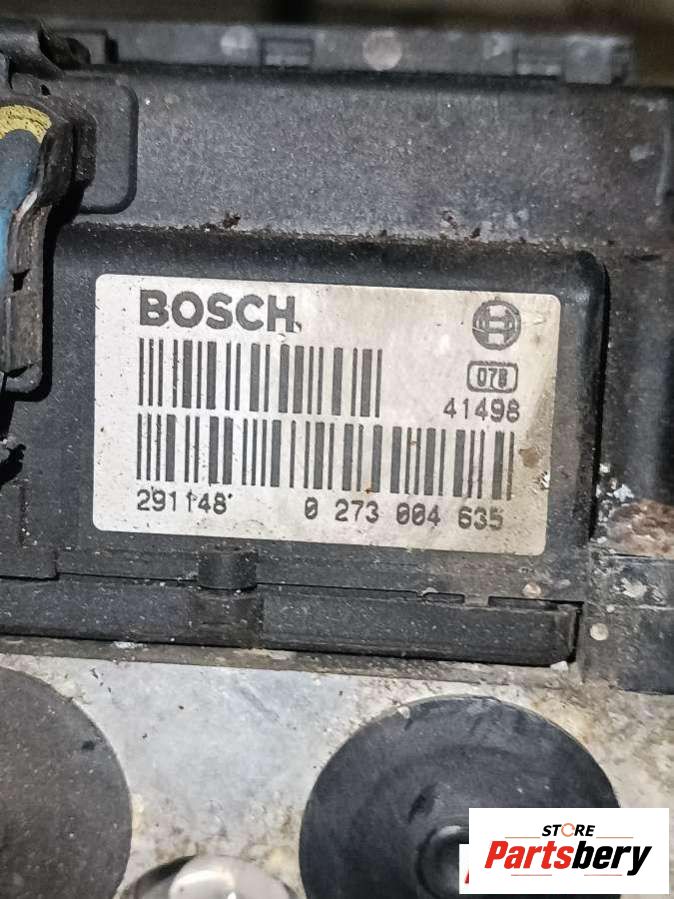 BOSCH
078
41498
291148
0 273 004 635
STORE
Partsbery